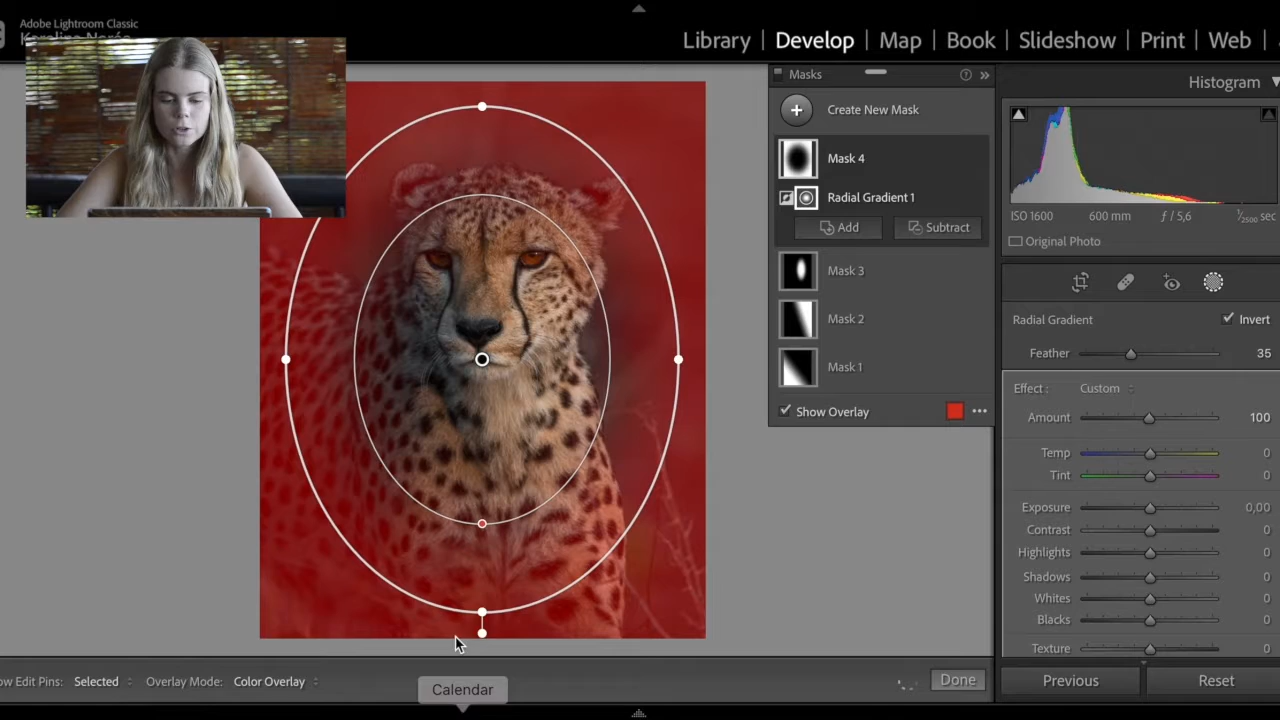 Adobe Lightroom Classic
Library | Develop | Map | Book | Slideshow | Print | Web
Masks
Create New Mask
Mask 4
Radial Gradient 1
Add Subtract
Mask 3
Mask 2
Mask 1
Show Overlay
Histogram
ISO 1600 600 mm ƒ / 5,6 1/2500 sec
Original Photo
Radial Gradient Invert
Feather 35
Effect : Custom
Amount 100
Temp 0
Tint 0
Exposure 0,00
Contrast 0
Highlights 0
Shadows 0
Whites 0
Blacks 0
Texture 0
ow Edit Pins: Selected Overlay Mode: Color Overlay Done
Previous Reset
Calendar